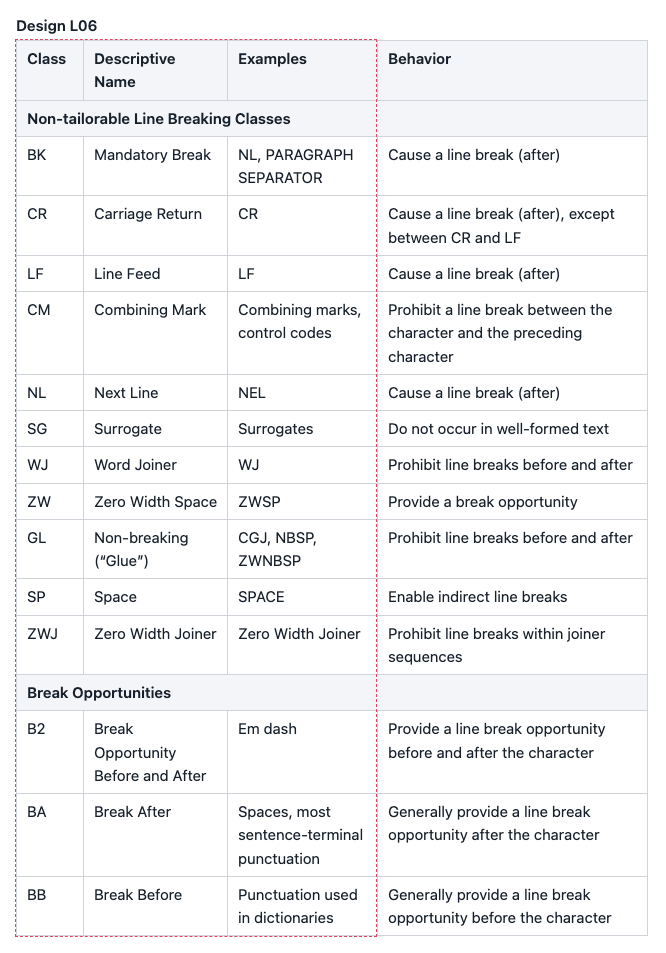 Design L06
Class Descriptive Name Examples Behavior
Non-tailorable Line Breaking Classes
BK Mandatory Break NL, PARAGRAPH SEPARATOR Cause a line break (after)
CR Carriage Return CR Cause a line break (after), except between CR and LF
LF Line Feed LF Cause a line break (after)
CM Combining Mark Combining marks, control codes Prohibit a line break between the character and the preceding character
NL Next Line NEL Cause a line break (after)
SG Surrogate Surrogates Do not occur in well-formed text
WJ Word Joiner WJ Prohibit line breaks before and after
ZW Zero Width Space ZWSP Provide a break opportunity
GL Non-breaking (“Glue”) CGJ, NBSP, ZWNBSP Prohibit line breaks before and after
SP Space SPACE Enable indirect line breaks
ZWJ Zero Width Joiner Zero Width Joiner Prohibit line breaks within joiner sequences
Break Opportunities
B2 Break Opportunity Before and After Em dash Provide a line break opportunity before and after the character
BA Break After Spaces, most sentence-terminal punctuation Generally provide a line break opportunity after the character
BB Break Before Punctuation used in dictionaries Generally provide a line break opportunity before the character